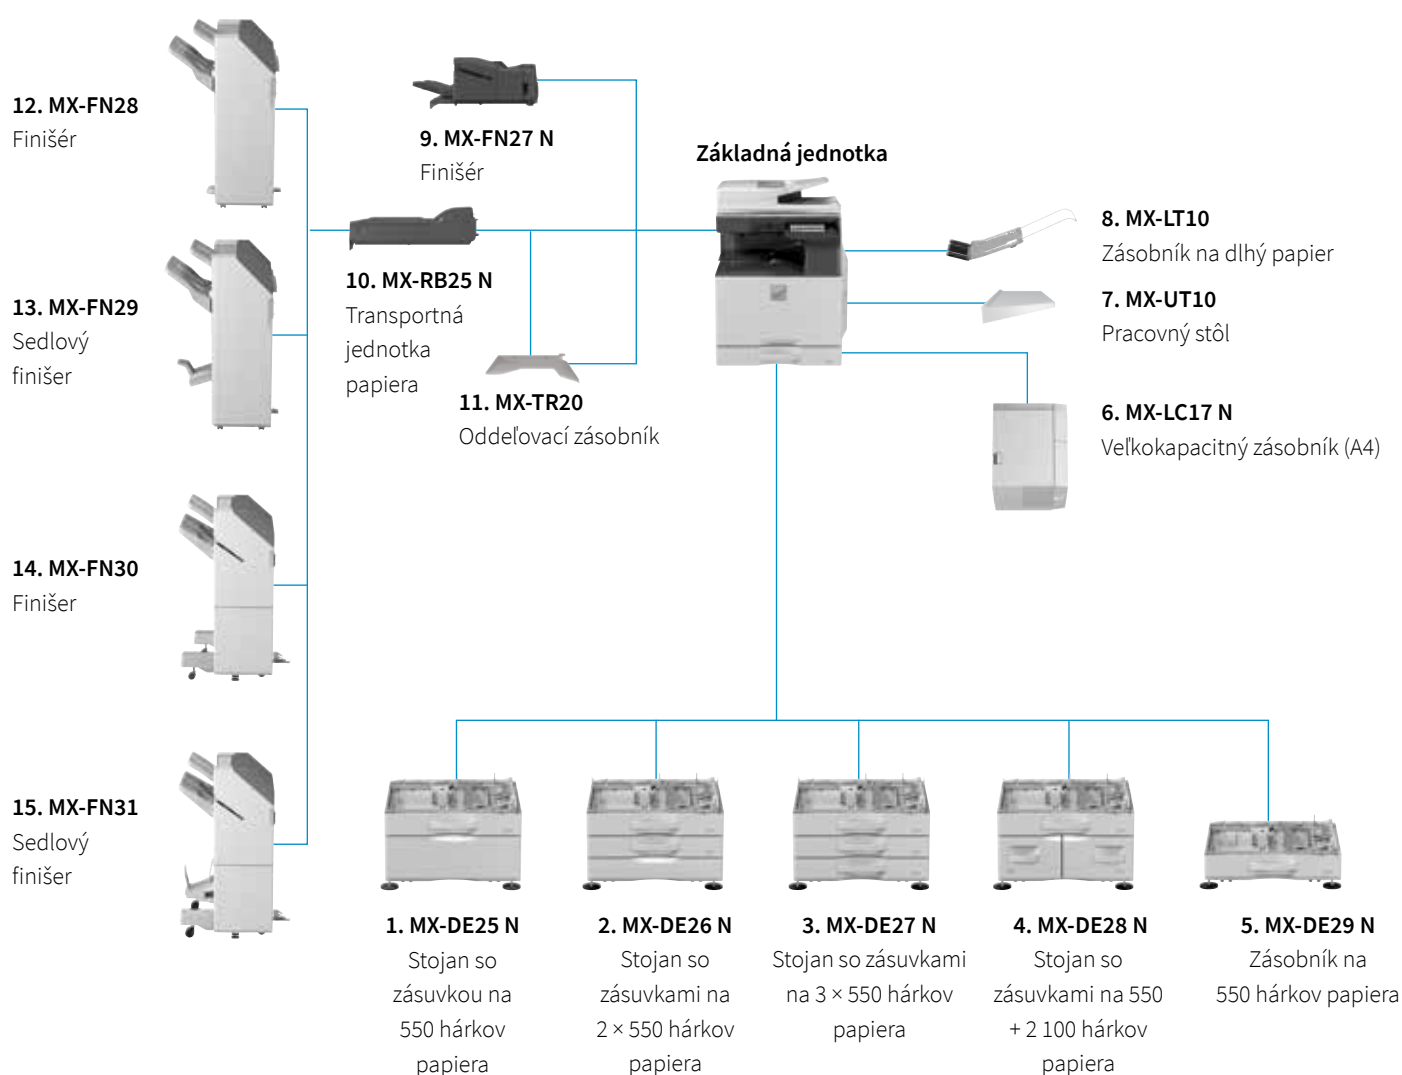 12. MX-FN28
Finišér
9. MX-FN27 N
Finišér
Základná jednotka
8. MX-LT10
Zásobník na dlhý papier
7. MX-UT10
Pracovný stôl
13. MX-FN29
Sedlový
finišer
10. MX-RB25 N
Transportná
jednotka
papiera
11. MX-TR20
Oddeľovací zásobník
6. MX-LC17 N
Veľkokapacitný zásobník (A4)
14. MX-FN30
Finišer
15. MX-FN31
Sedlový
finišer
1. MX-DE25 N
Stojan so
zásuvkou na
550 hárkov
papiera
2. MX-DE26 N
Stojan so
zásuvkami na
2 × 550 hárkov
papiera
3. MX-DE27 N
Stojan so zásuvkami
na 3 × 550 hárkov
papiera
4. MX-DE28 N
Stojan so
zásuvkami na 550
+ 2 100 hárkov
papiera
5. MX-DE29 N
Zásobník na
550 hárkov papiera